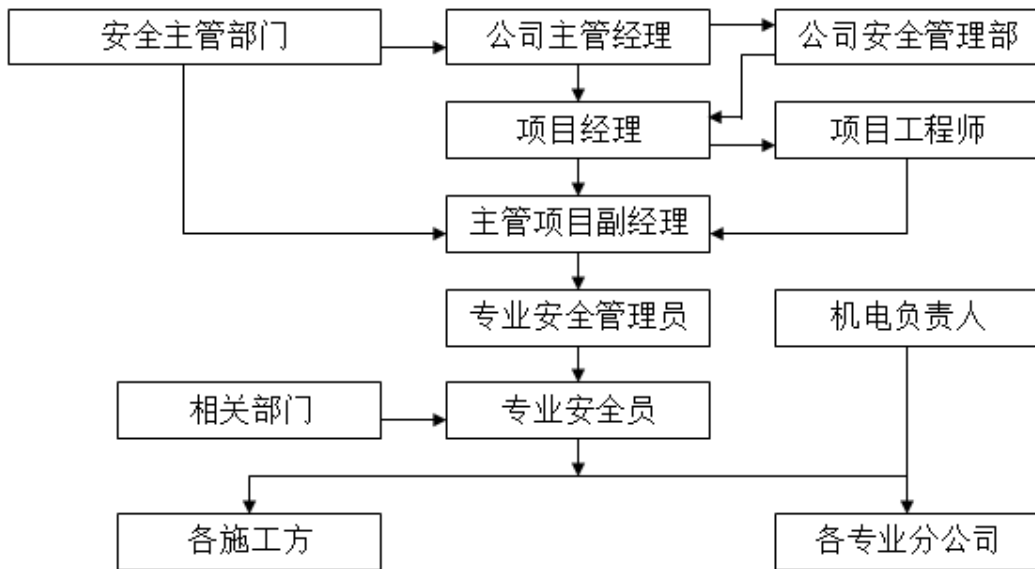 安全主管部门
公司主管经理
公司安全管理部
项目经理
项目工程师
主管项目副经理
专业安全管理员
机电负责人
相关部门
专业安全员
各施工方
各专业分公司